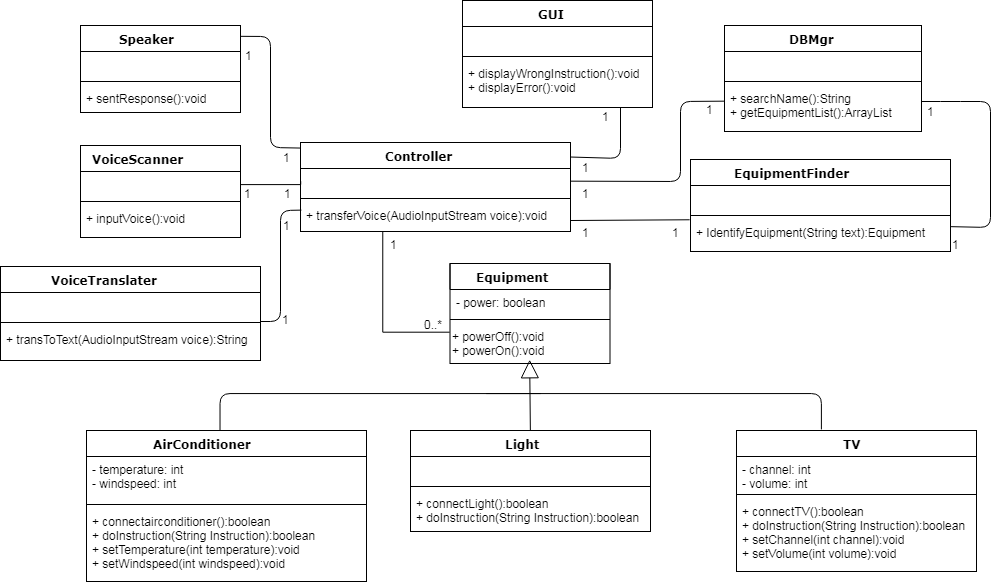 Speaker
+ sentResponse():void
1
1
GUI
+ displayWrongInstruction():void
+ displayError():void
1
1
DBMgr
+ searchName():String
+ getEquipmentList():ArrayList
1
1
1
VoiceScanner
+ inputVoice():void
1
1
Controller
+ transferVoice(AudioInputStream voice):void
EquipmentFinder
+ IdentifyEquipment(String text):Equipment
1
1
1
VoiceTranslater
+ transToText(AudioInputStream voice):String
1
1
1
0..*
Equipment
- power: boolean
+ powerOff():void
+ powerOn():void
AirConditioner
- temperature: int
- windspeed: int
+ connectairconditioner():boolean
+ doInstruction(String Instruction):boolean
+ setTemperature(int temperature):void
+ setWindspeed(int windspeed):void
Light
+ connectLight():boolean
+ doInstruction(String Instruction):boolean
TV
- channel: int
- volume: int
+ connectTV():boolean
+ doInstruction(String Instruction):boolean
+ setChannel(int channel):void
+ setVolume(int volume):void